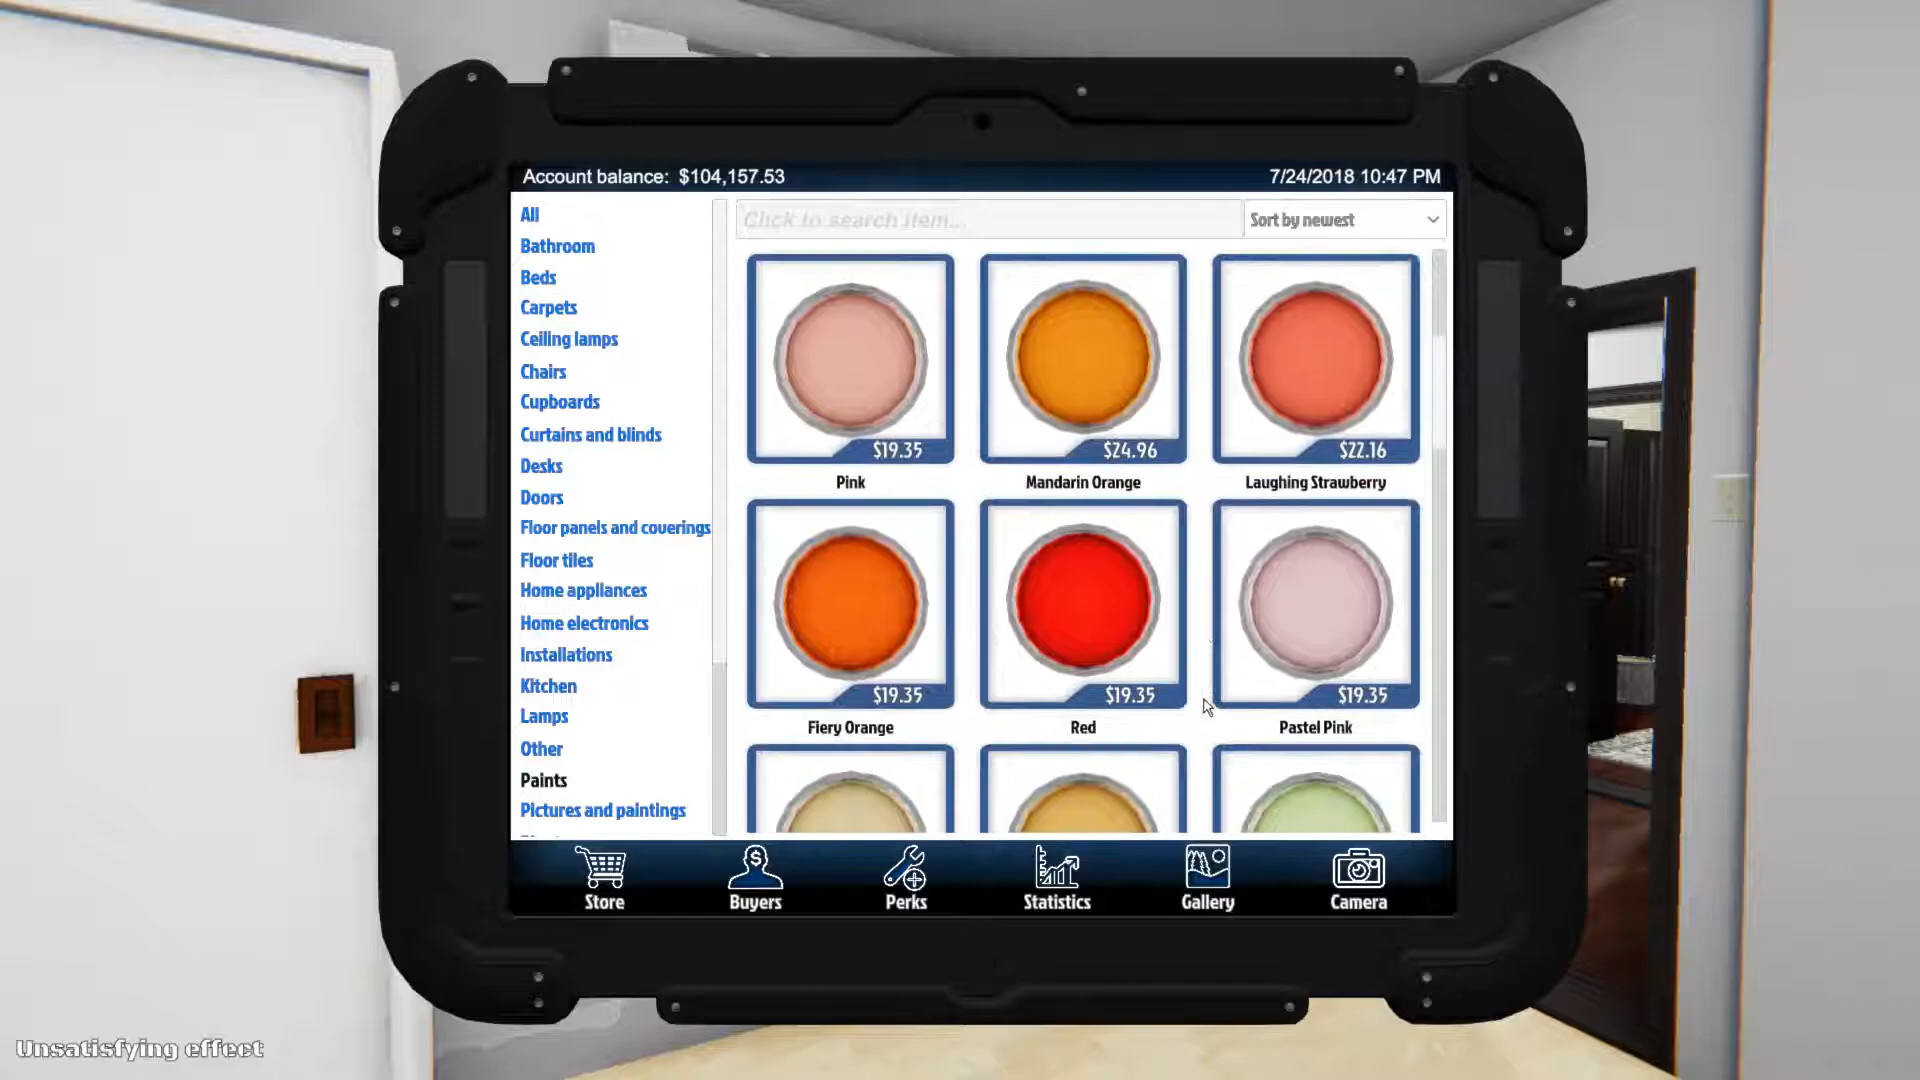 Account balance: $104,157.53
7/24/2018 10:47 PM
All
Bathroom
Beds
Carpets
Ceiling lamps
Chairs
Cupboards
Curtains and blinds
Desks
Doors
Floor panels and coverings
Floor tiles
Home appliances
Home electronics
Installations
Kitchen
Lamps
Other
Paints
Pictures and paintings
Click to search item...
Sort by newest
$19.35
$24.96
$22.16
Pink
Mandarin Orange
Laughing Strawberry
$19.35
$19.35
$19.35
Fiery Orange
Red
Pastel Pink
Store
Buyers
Perks
Statistics
Gallery
Camera
Unsatisfying effect